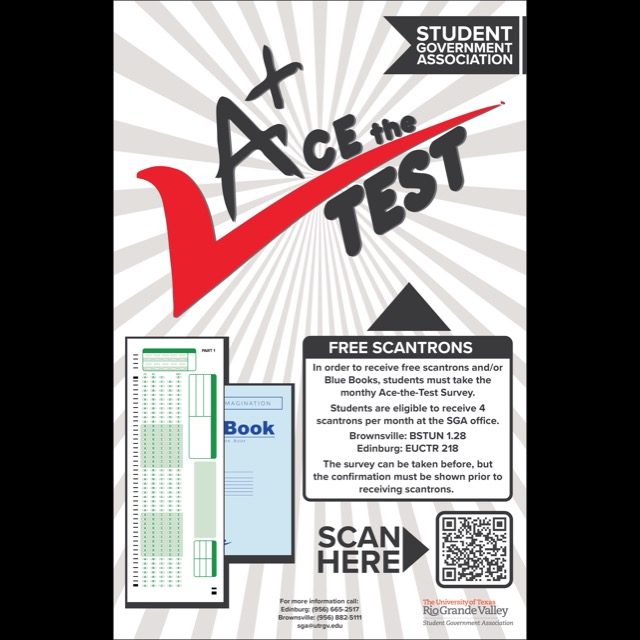 STUDENT
GOVERNMENT
ASSOCIATION
A+
CE the
TEST
PART 1
MAGINATION
Book
FREE SCANTRONS
In order to receive free scantrons and/or
Blue Books, students must take the
monthy Ace-the-Test Survey.
Students are eligible to receive 4
scantrons per month at the SGA office.
Brownsville: BSTUN 1.28
Edinburg: EUCTR 218
The survey can be taken before, but
the confirmation must be shown prior to
receiving scantrons.
SCAN
HERE
For more information call:
Edinburg: (956) 665-2517
Brownsville: (956) 882-5111
sga@utrgv.edu
The University of Texas
RioGrande Valley
Student Government Association